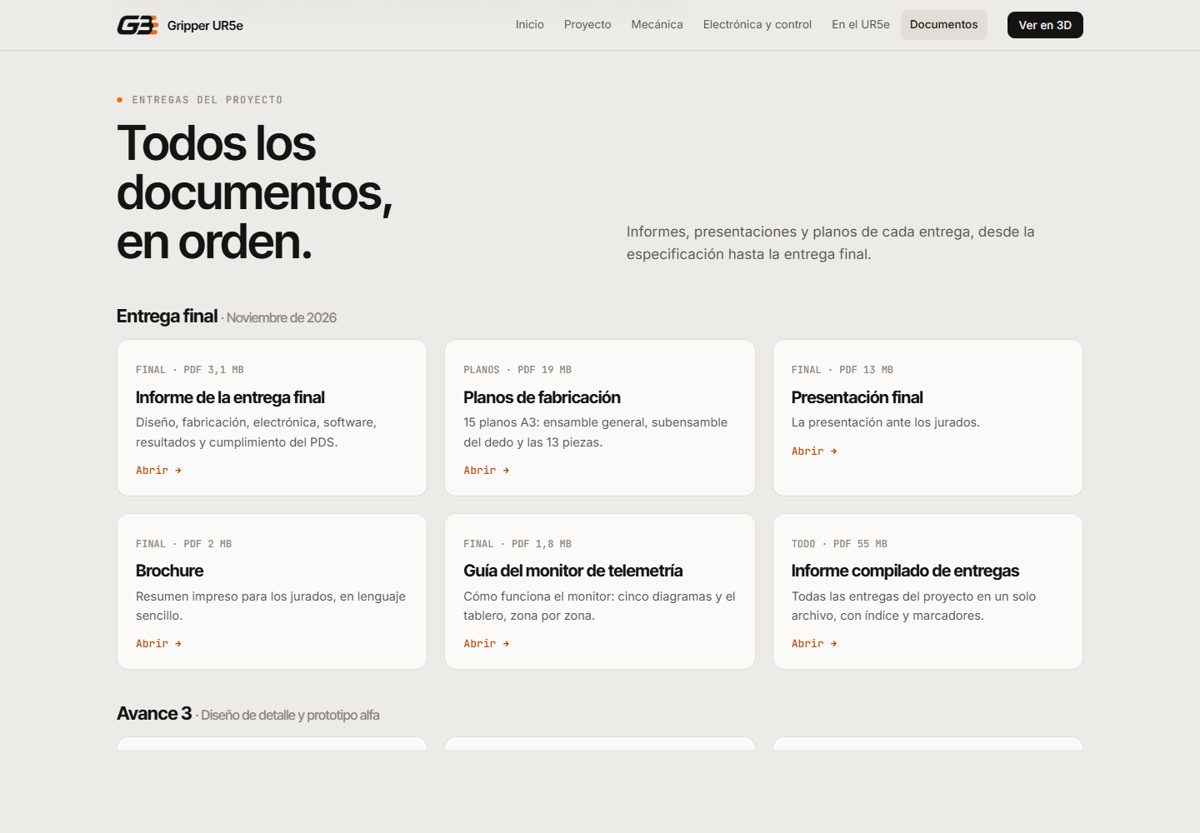 G3 Gripper UR5e
Inicio Proyecto Mecánica Electrónica y control En el UR5e Documentos Ver en 3D
ENTREGAS DEL PROYECTO
Todos los
documentos,
en orden.
Informes, presentaciones y planos de cada entrega, desde la
especificación hasta la entrega final.
Entrega final · Noviembre de 2026
FINAL · PDF 3,1 MB
Informe de la entrega final
Diseño, fabricación, electrónica, software,
resultados y cumplimiento del PDS.
Abrir →
PLANOS · PDF 19 MB
Planos de fabricación
15 planos A3: ensamble general, subensamble
del dedo y las 13 piezas.
Abrir →
FINAL · PDF 13 MB
Presentación final
La presentación ante los jurados.
Abrir →
FINAL · PDF 2 MB
Brochure
Resumen impreso para los jurados, en lenguaje
sencillo.
Abrir →
FINAL · PDF 1,8 MB
Guía del monitor de telemetría
Cómo funciona el monitor: cinco diagramas y el
tablero, zona por zona.
Abrir →
TODO · PDF 55 MB
Informe compilado de entregas
Todas las entregas del proyecto en un solo
archivo, con índice y marcadores.
Abrir →
Avance 3 · Diseño de detalle y prototipo alfa